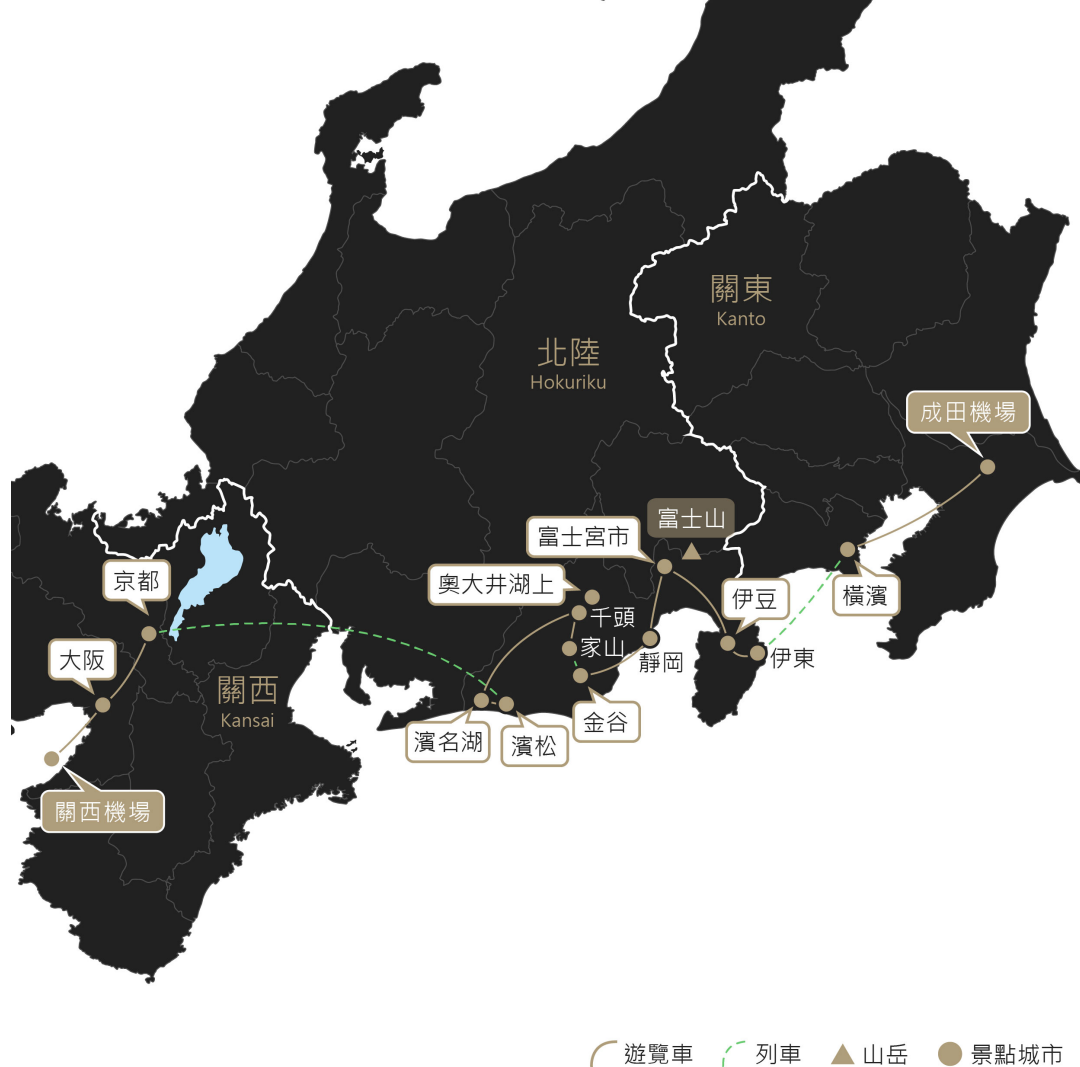 關東
Kanto
北陸
Hokuriku
成田機場
富士山
富士宮市
奧大井湖上
京都
伊豆
橫濱
千頭
家山
靜岡
伊東
大阪
關西
Kansai
金谷
濱名湖
濱松
關西機場
遊覽車
列車
山岳
景點城市